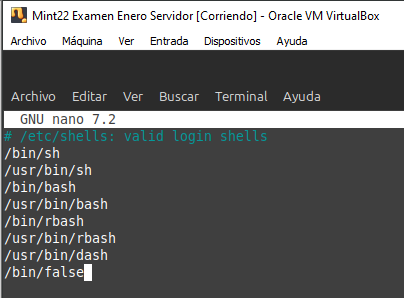 Mint22 Examen Enero Servidor [Corriendo] - Oracle VM VirtualBox
Archivo Máquina Ver Entrada Dispositivos Ayuda
Archivo Editar Ver Buscar Terminal Ayuda
GNU nano 7.2
# /etc/shells: valid login shells
/bin/sh
/usr/bin/sh
/bin/bash
/usr/bin/bash
/bin/rbash
/usr/bin/rbash
/usr/bin/dash
/bin/false